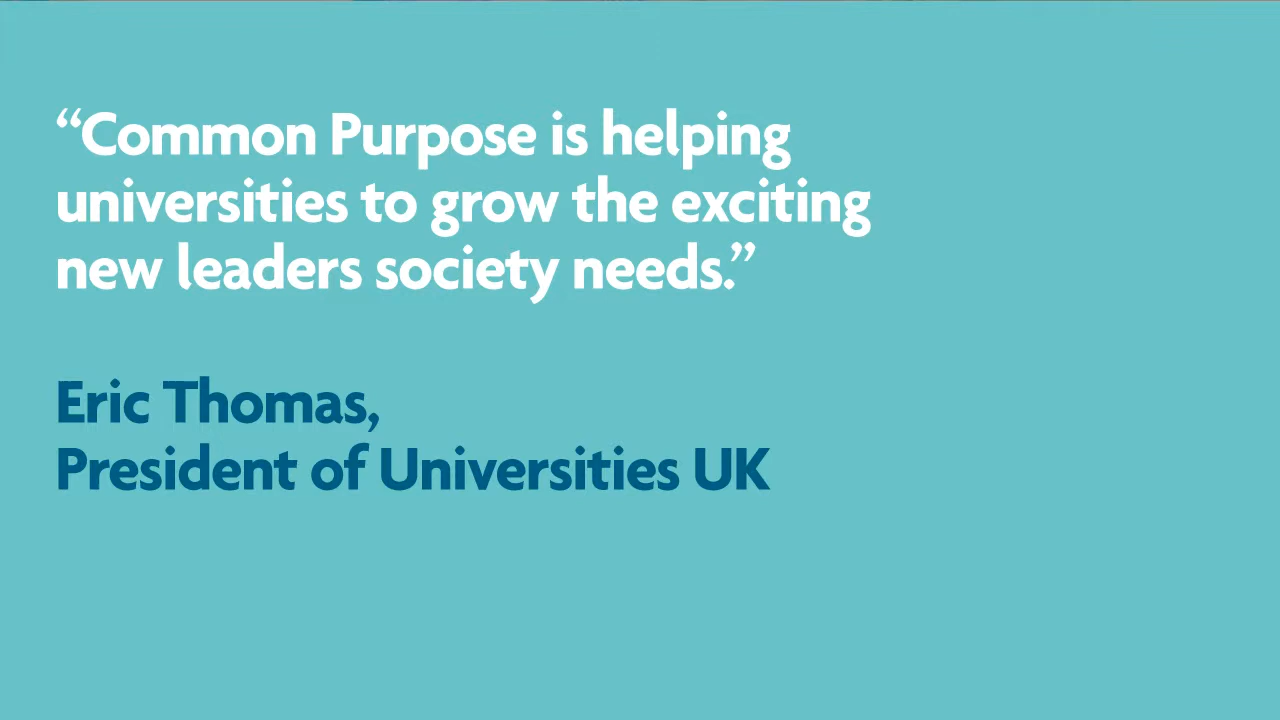 “Common Purpose is helping
universities to grow the exciting
new leaders society needs.”
Eric Thomas,
President of Universities UK